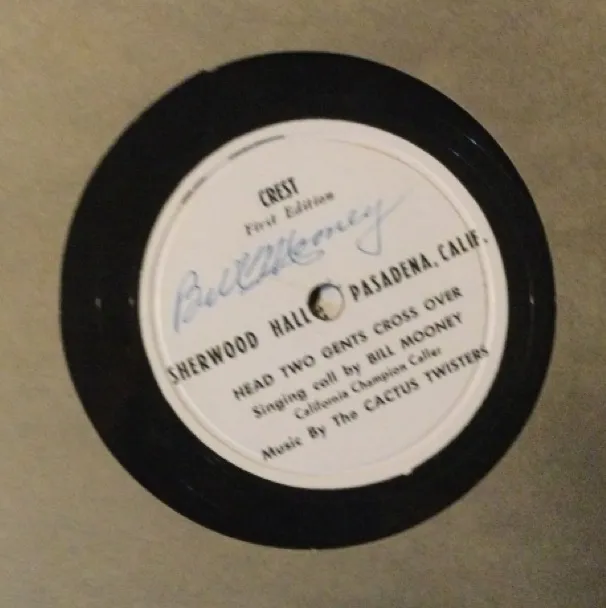 CREST
First Edition
Bill Mooney
SHERWOOD HALL PASADENA, CALIF.
HEAD TWO GENTS CROSS OVER
Singing call by BILL MOONEY
California Champion Caller
Music By The CACTUS TWISTERS